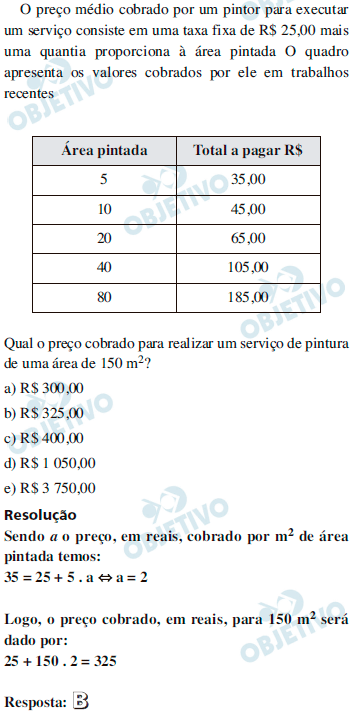 O preço médio cobrado por um pintor para executar
um serviço consiste em uma taxa fixa de R$ 25,00 mais
uma quantia proporciona à área pintada O quadro
apresenta os valores cobrados por ele em trabalhos
recentes
Área pintada Total a pagar R$
5 35,00
10 45,00
20 65,00
40 105,00
80 185,00
Qual o preço cobrado para realizar um serviço de pintura
de uma área de 150 m²?
a) R$ 300,00
b) R$ 325,00
c) R$ 400,00
d) R$ 1 050,00
e) R$ 3 750,00
Resolução
Sendo a o preço, em reais, cobrado por m² de área
pintada temos:
35 = 25 + 5 . a ⇔ a = 2
Logo, o preço cobrado, em reais, para 150 m² será
dado por:
25 + 150 . 2 = 325
Resposta: B
OBJETIVO
OBJETIVO
OBJETIVO
OBJETIVO
OBJETIVO
OBJETIVO